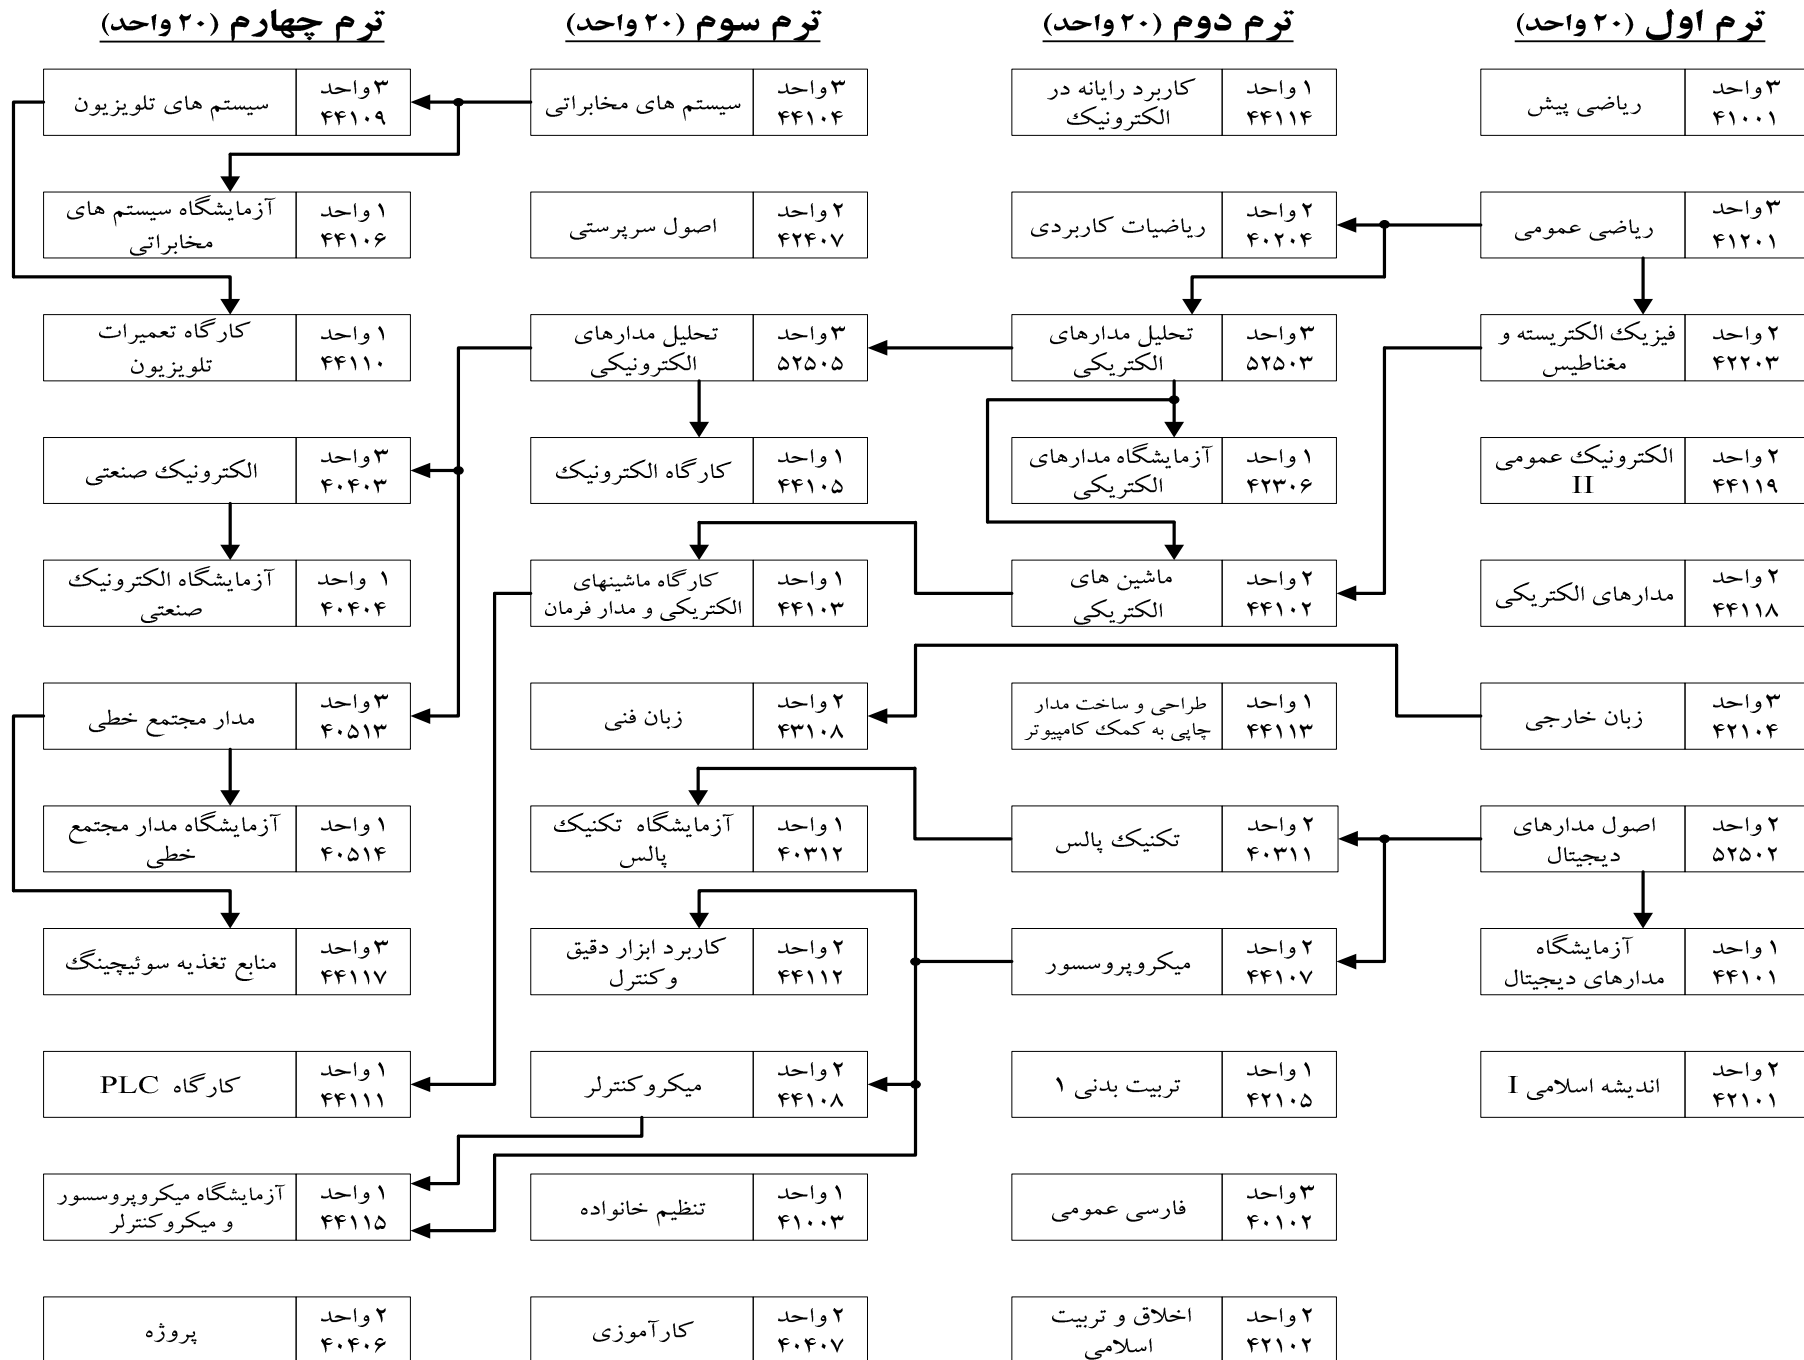 ترم اول (۲۰ واحد)
ریاضی پیش
۳ واحد
۴۱۰۰۱
ریاضی عمومی
۳ واحد
۴۱۲۰۱
فیزیک الکتریسته و
مغناطیس
۲ واحد
۴۲۲۰۳
الکترونیک عمومی
II
۲ واحد
۴۴۱۱۹
مدارهای الکتریکی
۲ واحد
۴۴۱۱۸
زبان خارجی
۳ واحد
۴۲۱۰۴
اصول مدارهای
دیجیتال
۲ واحد
۵۲۵۰۲
آزمایشگاه
مدارهای دیجیتال
۱ واحد
۴۴۱۰۱
اندیشه اسلامی I
۲ واحد
۴۲۱۰۱
ترم دوم (۲۰ واحد)
کاربرد رایانه در
الکترونیک
۱ واحد
۴۴۱۱۴
ریاضیات کاربردی
۲ واحد
۴۰۲۰۴
تحلیل مدارهای
الکتریکی
۳ واحد
۵۲۵۰۳
آزمایشگاه مدارهای
الکتریکی
۱ واحد
۴۲۳۰۶
ماشین های
الکتریکی
۲ واحد
۴۴۱۰۲
طراحی و ساخت مدار
چاپی به کمک کامپیوتر
۱ واحد
۴۴۱۱۳
تکنیک پالس
۲ واحد
۴۰۳۱۱
میکروپروسسور
۲ واحد
۴۴۱۰۷
تربیت بدنی ۱
۱ واحد
۴۲۱۰۵
فارسی عمومی
۳ واحد
۴۰۱۰۲
اخلاق و تربیت
اسلامی
۲ واحد
۴۲۱۰۲
ترم سوم (۲۰ واحد)
سیستم های مخابراتی
۳ واحد
۴۴۱۰۴
اصول سرپرستی
۲ واحد
۴۲۴۰۷
تحلیل مدارهای
الکترونیکی
۳ واحد
۵۲۵۰۵
کارگاه الکترونیک
۱ واحد
۴۴۱۰۵
کارگاه ماشینهای
الکتریکی و مدار فرمان
۱ واحد
۴۴۱۰۳
زبان فنی
۲ واحد
۴۳۱۰۸
آزمایشگاه تکنیک
پالس
۱ واحد
۴۰۳۱۲
کاربرد ابزار دقیق
وکنترل
۲ واحد
۴۴۱۱۲
میکروکنترلر
۲ واحد
۴۴۱۰۸
تنظیم خانواده
۱ واحد
۴۱۰۰۳
کارآموزی
۲ واحد
۴۰۴۰۷
ترم چهارم (۲۰ واحد)
سیستم های تلویزیون
۳ واحد
۴۴۱۰۹
آزمایشگاه سیستم های
مخابراتی
۱ واحد
۴۴۱۰۶
کارگاه تعمیرات
تلویزیون
۱ واحد
۴۴۱۱۰
الکترونیک صنعتی
۳ واحد
۴۰۴۰۳
آزمایشگاه الکترونیک
صنعتی
۱ واحد
۴۰۴۰۴
مدار مجتمع خطی
۳ واحد
۴۰۵۱۳
آزمایشگاه مدار مجتمع
خطی
۱ واحد
۴۰۵۱۴
منابع تغذیه سوئیچینگ
۳ واحد
۴۴۱۱۷
کارگاه PLC
۱ واحد
۴۴۱۱۱
آزمایشگاه میکروپروسسور
و میکروکنترلر
۱ واحد
۴۴۱۱۵
پروژه
۲ واحد
۴۰۴۰۶